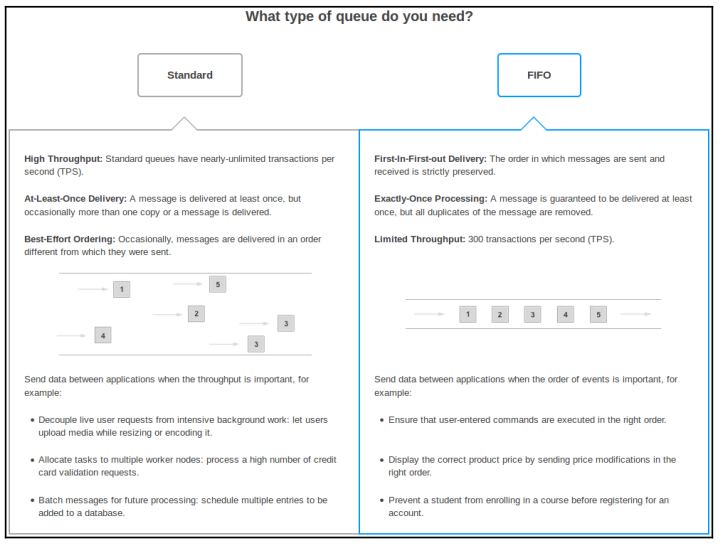 What type of queue do you need?
Standard
FIFO
High Throughput: Standard queues have nearly-unlimited transactions per
second (TPS).
At-Least-Once Delivery: A message is delivered at least once, but
occasionally more than one copy or a message is delivered.
Best-Effort Ordering: Occasionally, messages are delivered in an order
different from which they were sent.
1
5
2
3
4
3
Send data between applications when the throughput is important, for
example:
• Decouple live user requests from intensive background work: let users
upload media while resizing or encoding it.
• Allocate tasks to multiple worker nodes: process a high number of credit
card validation requests.
• Batch messages for future processing: schedule multiple entries to be
added to a database.
First-In-First-out Delivery: The order in which messages are sent and
received is strictly preserved.
Exactly-Once Processing: A message is guaranteed to be delivered at least
once, but all duplicates of the message are removed.
Limited Throughput: 300 transactions per second (TPS).
1 2 3 4 5
Send data between applications when the order of events is important, for
example:
• Ensure that user-entered commands are executed in the right order.
• Display the correct product price by sending price modifications in the
right order.
• Prevent a student from enrolling in a course before registering for an
account.